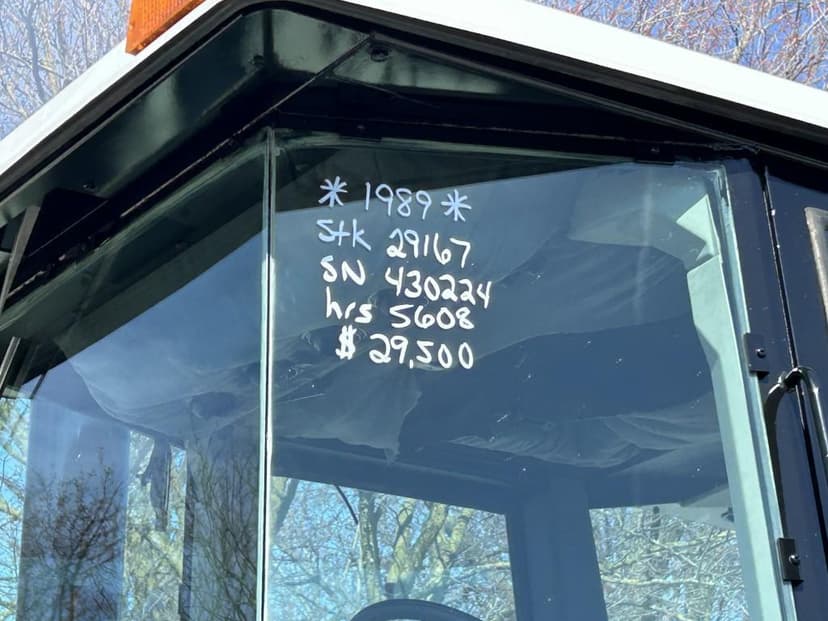 * 1989 *
Stk 29167
SN 430224
hrs 5608
$ 29,500